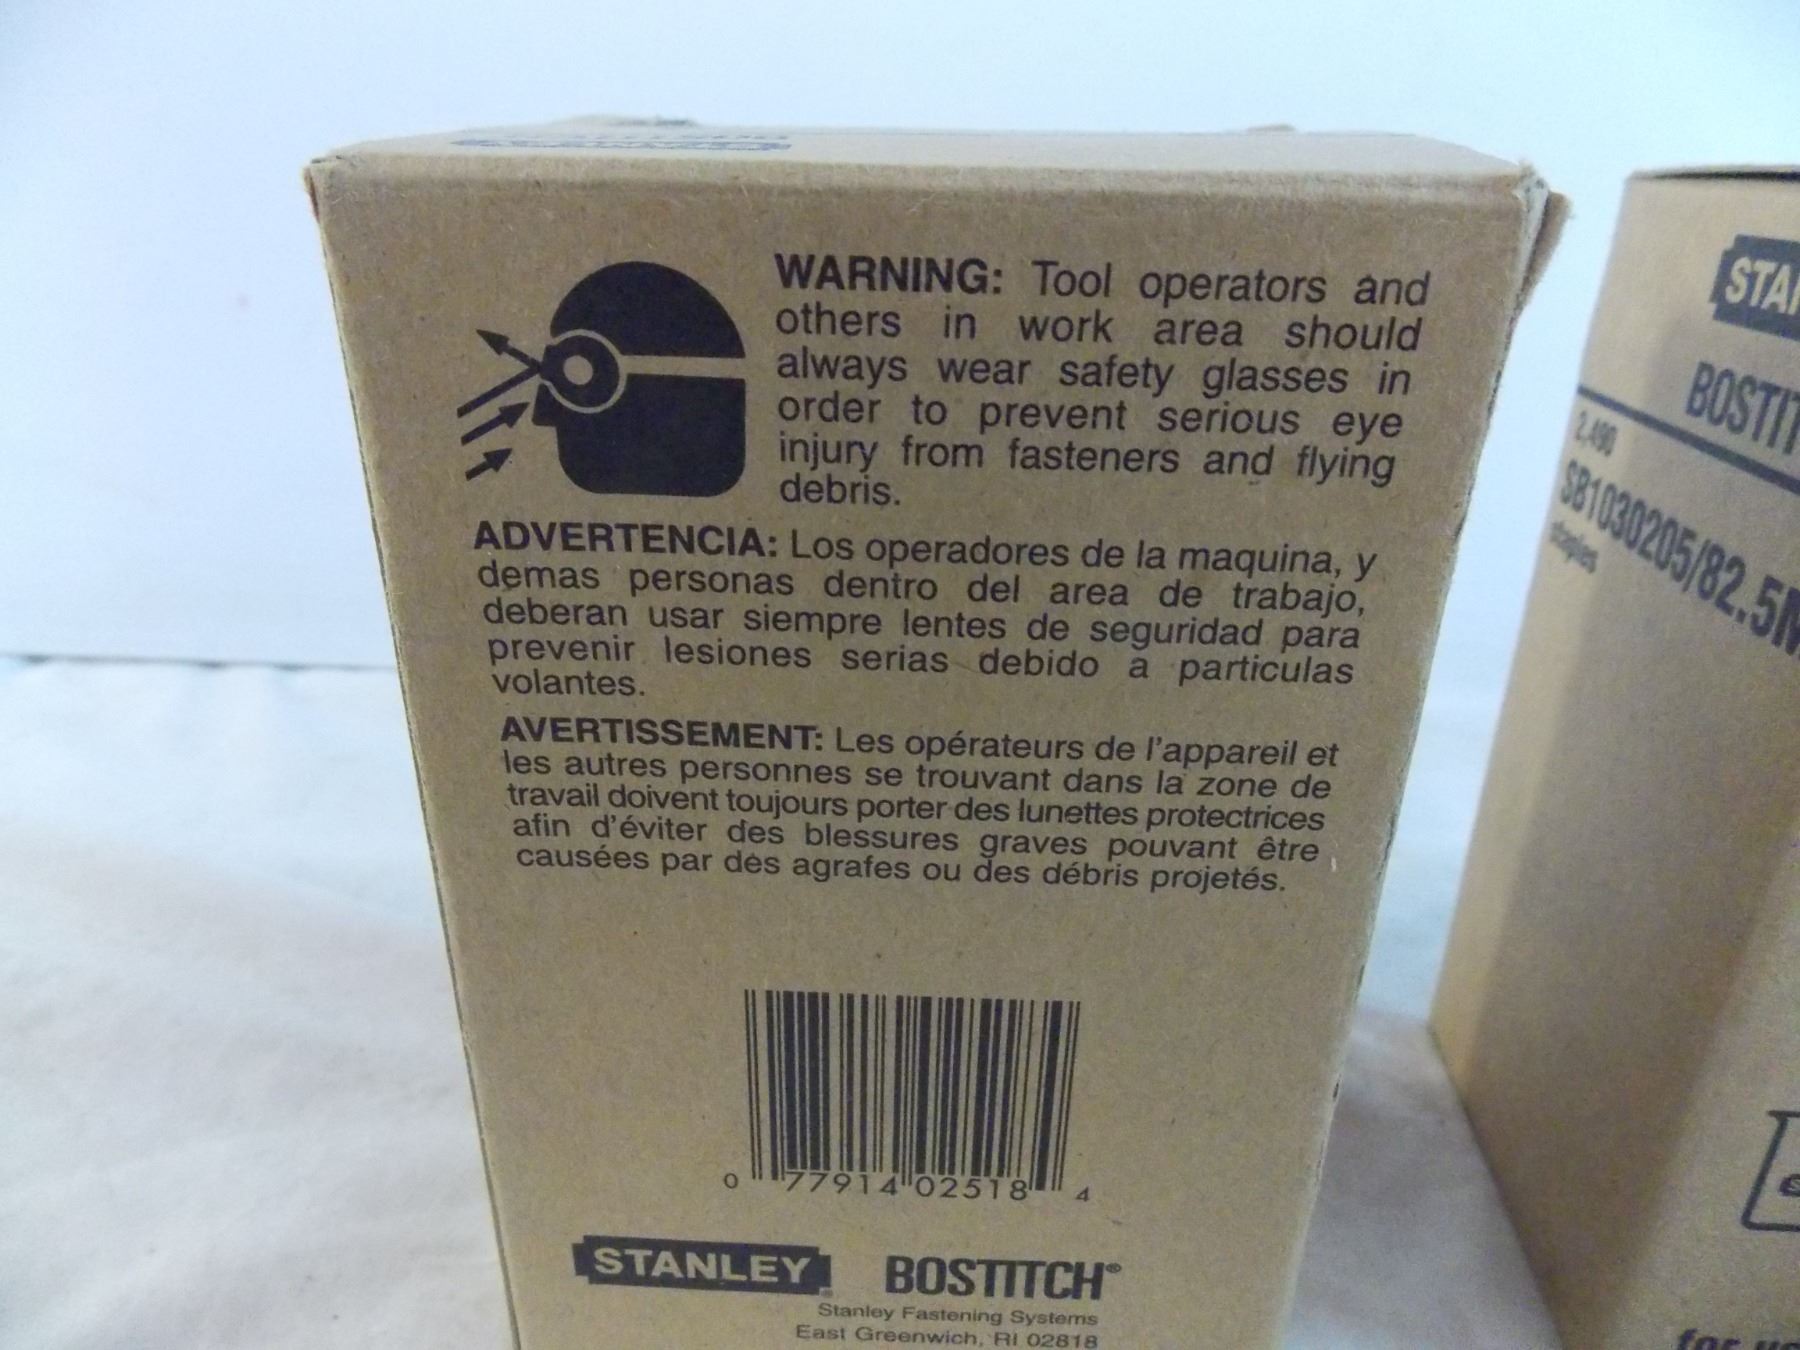 WARNING: Tool operators and
others in work area should
always wear safety glasses in
order to prevent serious eye
injury from fasteners and flying
debris.
ADVERTENCIA: Los operadores de la maquina, y
demas personas dentro del area de trabajo,
deberan usar siempre lentes de seguridad para
prevenir lesiones serias debido a particulas
volantes.
AVERTISSEMENT: Les opérateurs de l'appareil et
les autres personnes se trouvant dans la zone de
travail doivent toujours porter des lunettes protectrices
afin d'éviter des blessures graves pouvant être
causées par des agrafes ou des débris projetés.
0 77914 02518 4
STANLEY BOSTITCH®
Stanley Fastening Systems
East Greenwich, RI 02818
STA
BOSTIT
2,490
SB1030205/82.5M
staples
for